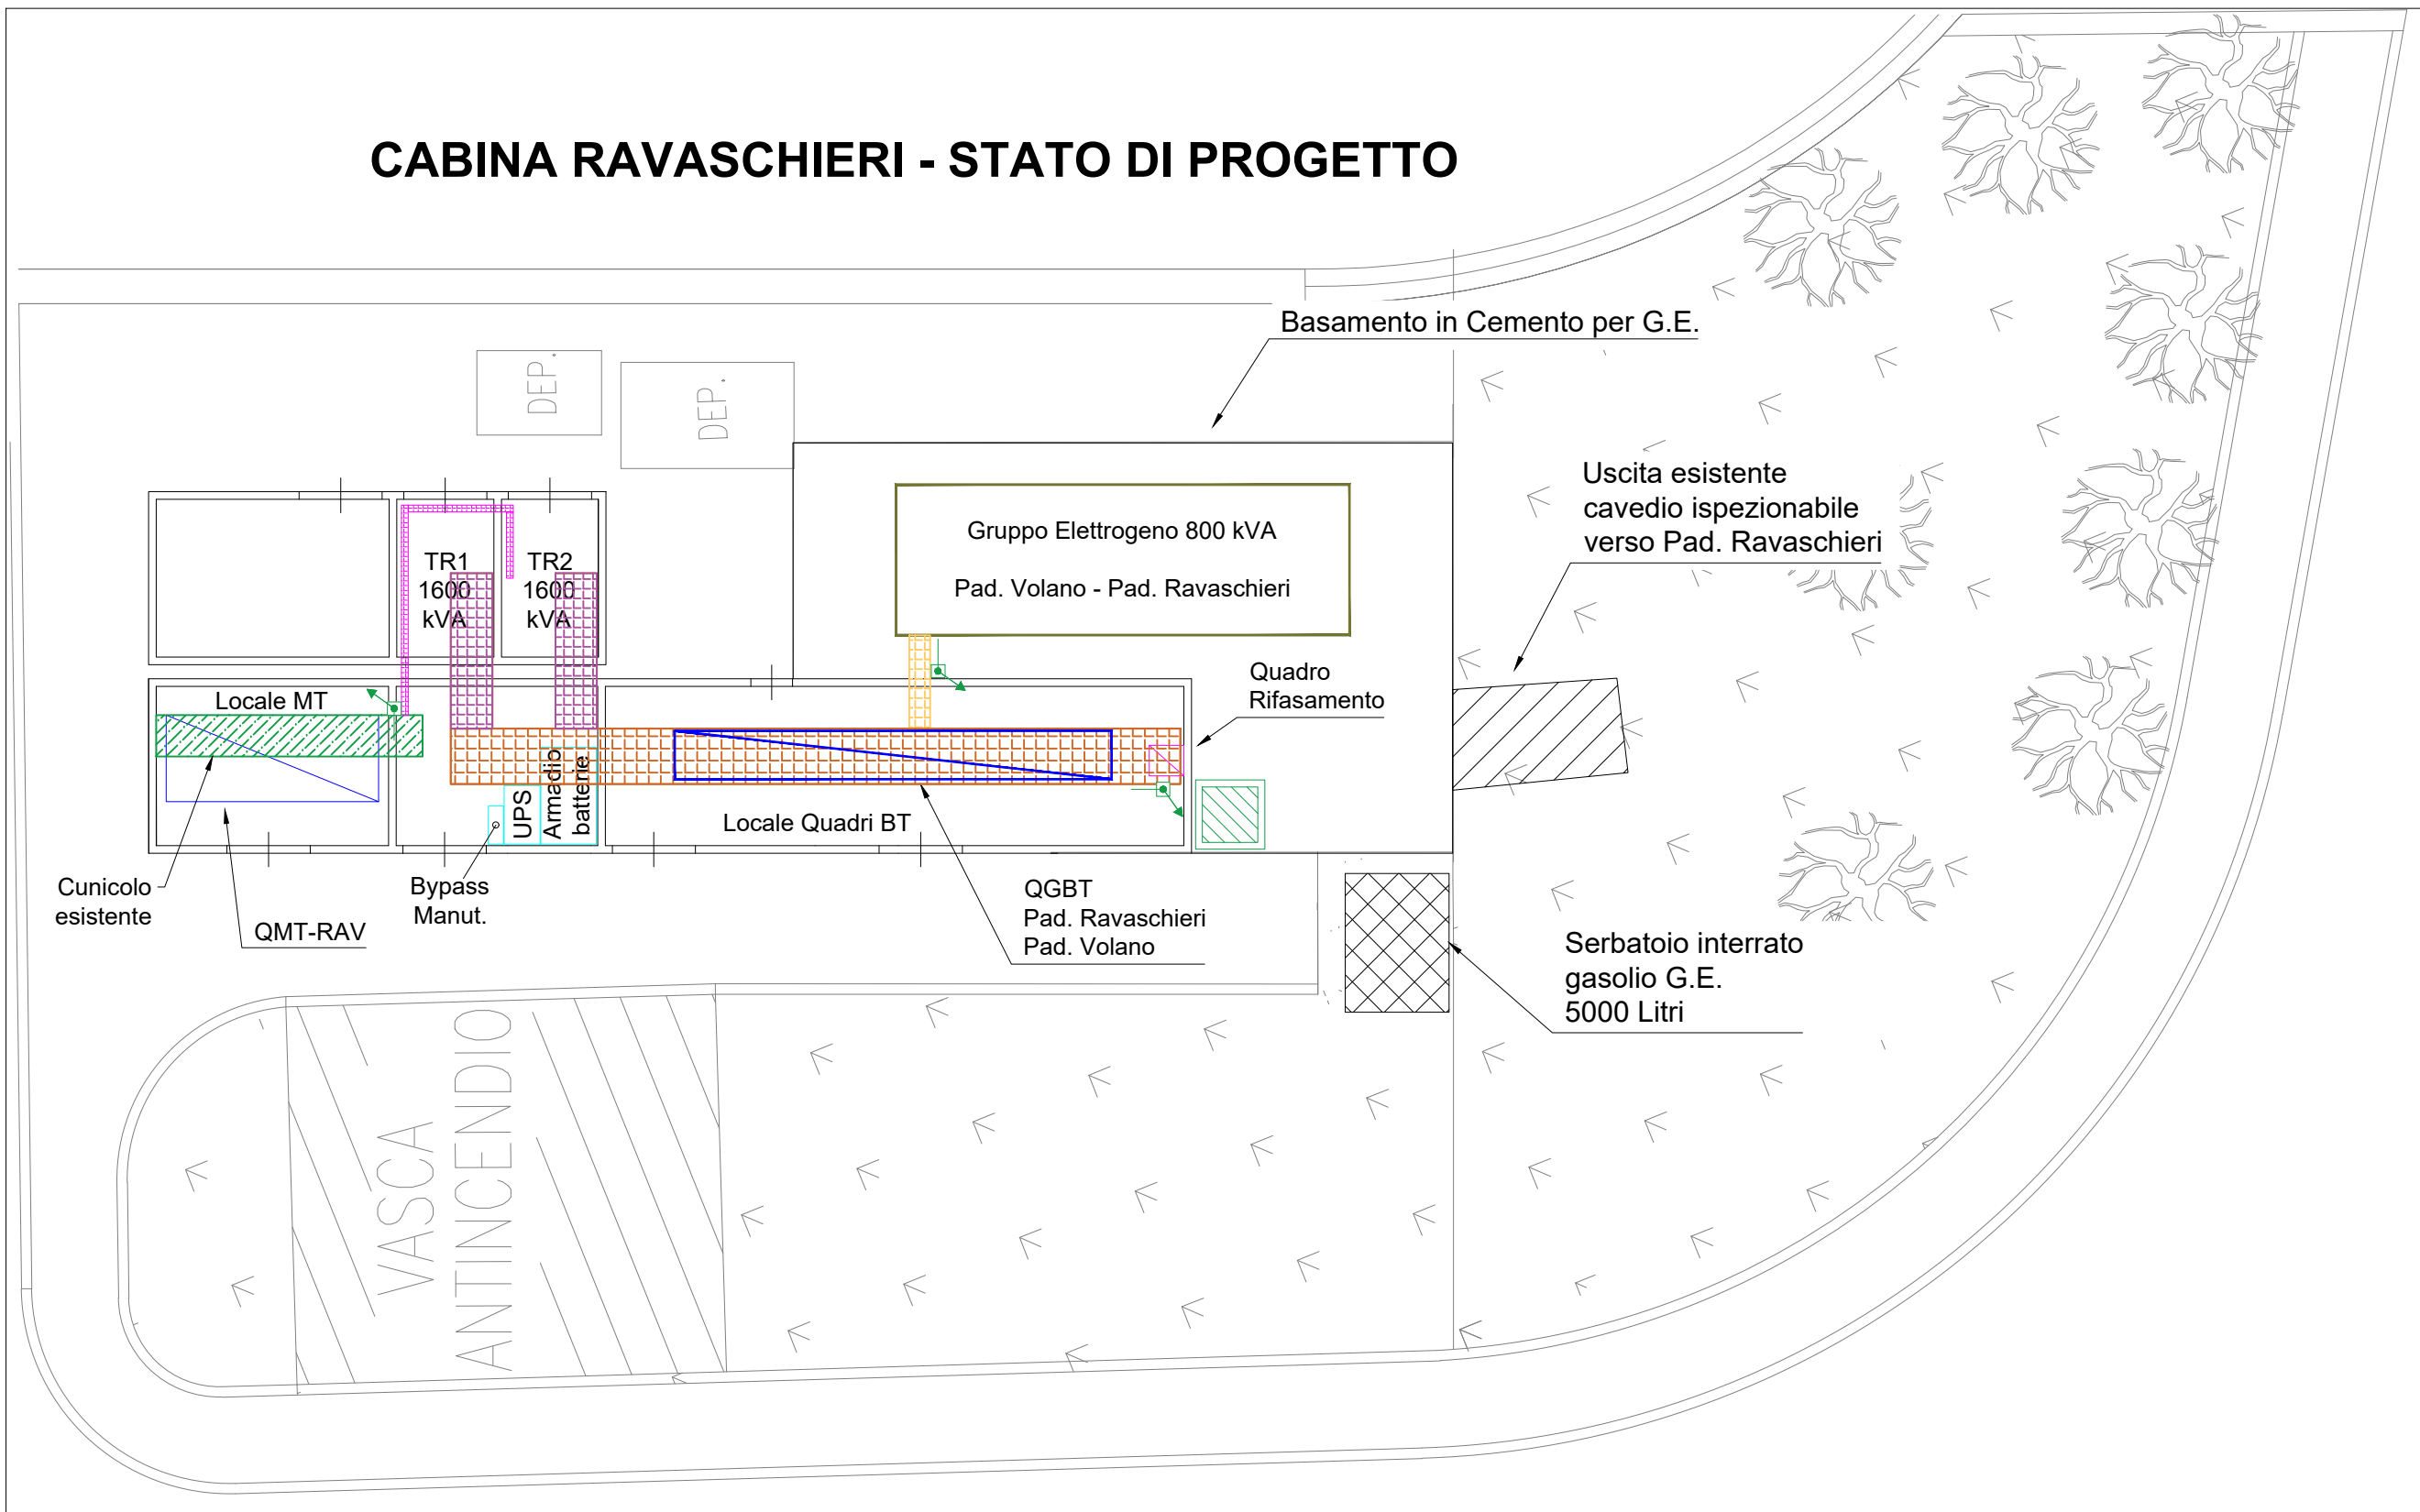 CABINA RAVASCHIERI - STATO DI PROGETTO
Basamento in Cemento per G.E.
DEP.
DEP.
Uscita esistente
cavedio ispezionabile
verso Pad. Ravaschieri
Gruppo Elettrogeno 800 kVA
Pad. Volano - Pad. Ravaschieri
TR1
1600
kVA
TR2
1600
kVA
Quadro
Rifasamento
Locale MT
UPS
Armadio
batterie
Locale Quadri BT
Cunicolo
esistente
QMT-RAV
Bypass
Manut.
QGBT
Pad. Ravaschieri
Pad. Volano
Serbatoio interrato
gasolio G.E.
5000 Litri
VASCA
ANTINCENDIO